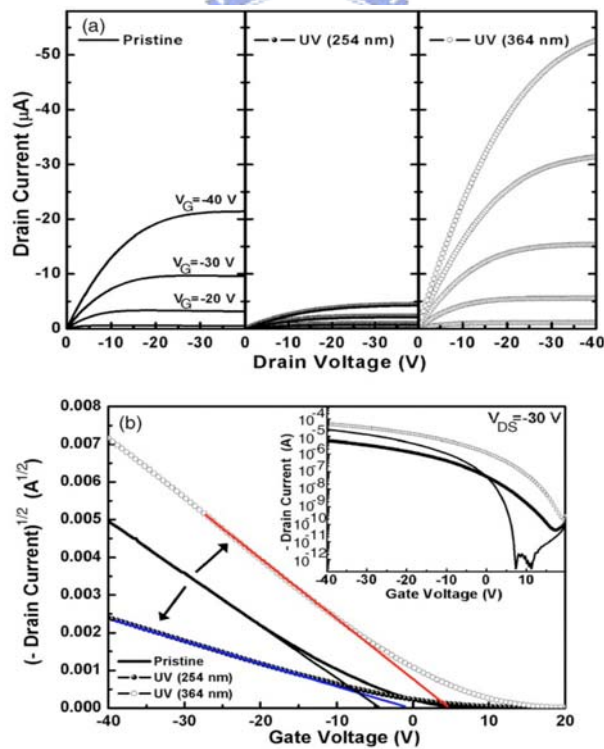 (a)
Pristine
UV (254 nm)
UV (364 nm)
Drain Current (μA)
-50
-40
-30
-20
-10
0
V_G=-40 V
V_G=-30 V
V_G=-20 V
0 -10 -20 -30 0 -10 -20 -30 0 -10 -20 -30 -40
Drain Voltage (V)
(b)
(- Drain Current)^1/2 (A^1/2)
0.008
0.007
0.006
0.005
0.004
0.003
0.002
0.001
0.000
Pristine
UV (254 nm)
UV (364 nm)
-40 -30 -20 -10 0 10 20
Gate Voltage (V)
V_DS=-30 V
- Drain Current (A)
10^-4
10^-5
10^-6
10^-7
10^-8
10^-9
10^-10
10^-11
10^-12
-40 -30 -20 -10 0 10 20
Gate Voltage (V)